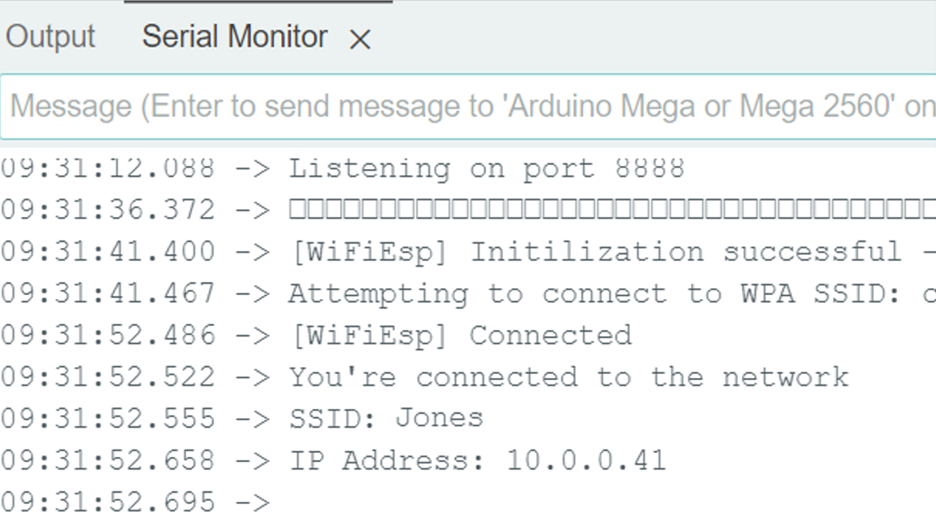 Output Serial Monitor ×
Message (Enter to send message to 'Arduino Mega or Mega 2560' on
09:31:12.088 -> Listening on port 8888
09:31:36.372 -> □□□□□□□□□□□□□□□□□□□□□□□□□□□□□□□□□□□□
09:31:41.400 -> [WiFiEsp] Initilization successful -
09:31:41.467 -> Attempting to connect to WPA SSID:
09:31:52.486 -> [WiFiEsp] Connected
09:31:52.522 -> You're connected to the network
09:31:52.555 -> SSID: Jones
09:31:52.658 -> IP Address: 10.0.0.41
09:31:52.695 ->